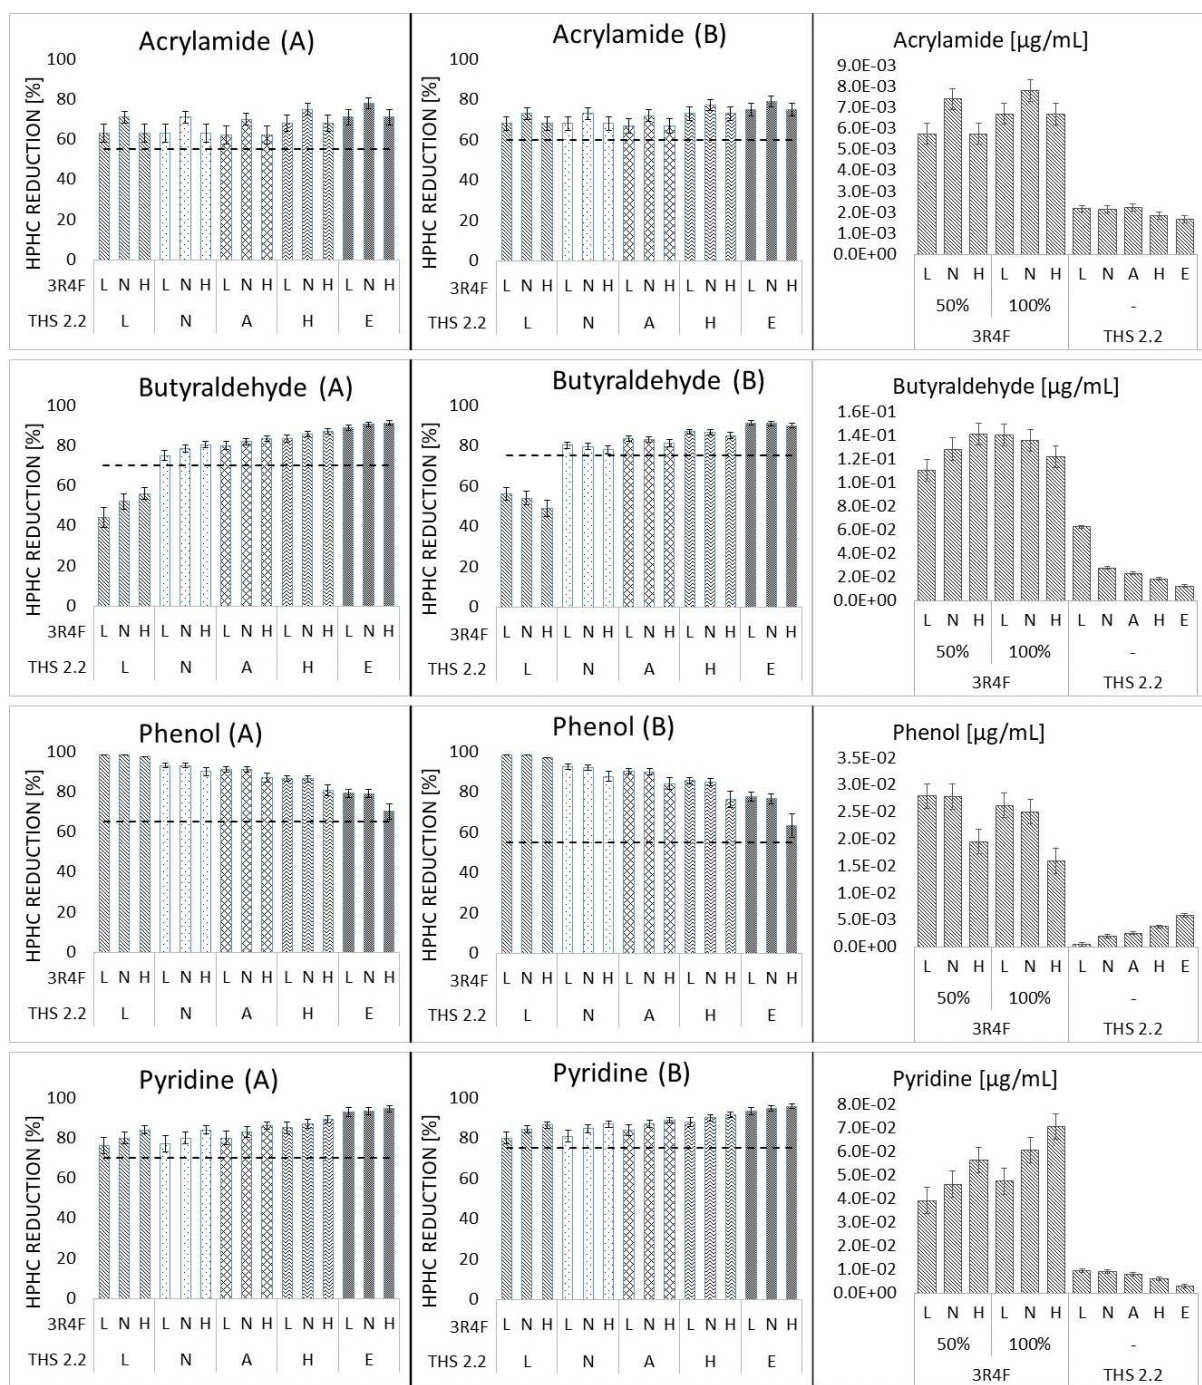 Acrylamide (A)
HPHC REDUCTION [%]
100
80
60
40
20
0
3R4F L N H L N H L N H L N H L N H
THS 2.2 L N A H E
Acrylamide (B)
HPHC REDUCTION [%]
100
80
60
40
20
0
3R4F L N H L N H L N H L N H L N H
THS 2.2 L N A H E
Acrylamide [µg/mL]
9.0E-03
8.0E-03
7.0E-03
6.0E-03
5.0E-03
4.0E-03
3.0E-03
2.0E-03
1.0E-03
0.0E+00
L N H L N H L N A H E
50% 100% -
3R4F THS 2.2
Butyraldehyde (A)
HPHC REDUCTION [%]
100
80
60
40
20
0
3R4F L N H L N H L N H L N H L N H
THS 2.2 L N A H E
Butyraldehyde (B)
HPHC REDUCTION [%]
100
80
60
40
20
0
3R4F L N H L N H L N H L N H L N H
THS 2.2 L N A H E
Butyraldehyde [µg/mL]
1.6E-01
1.4E-01
1.2E-01
1.0E-01
8.0E-02
6.0E-02
4.0E-02
2.0E-02
0.0E+00
L N H L N H L N A H E
50% 100% -
3R4F THS 2.2
Phenol (A)
HPHC REDUCTION [%]
100
80
60
40
20
0
3R4F L N H L N H L N H L N H L N H
THS 2.2 L N A H E
Phenol (B)
HPHC REDUCTION [%]
100
80
60
40
20
0
3R4F L N H L N H L N H L N H L N H
THS 2.2 L N A H E
Phenol [µg/mL]
3.5E-02
3.0E-02
2.5E-02
2.0E-02
1.5E-02
1.0E-02
5.0E-03
0.0E+00
L N H L N H L N A H E
50% 100% -
3R4F THS 2.2
Pyridine (A)
HPHC REDUCTION [%]
100
80
60
40
20
0
3R4F L N H L N H L N H L N H L N H
THS 2.2 L N A H E
Pyridine (B)
HPHC REDUCTION [%]
100
80
60
40
20
0
3R4F L N H L N H L N H L N H L N H
THS 2.2 L N A H E
Pyridine [µg/mL]
8.0E-02
7.0E-02
6.0E-02
5.0E-02
4.0E-02
3.0E-02
2.0E-02
1.0E-02
0.0E+00
L N H L N H L N A H E
50% 100% -
3R4F THS 2.2